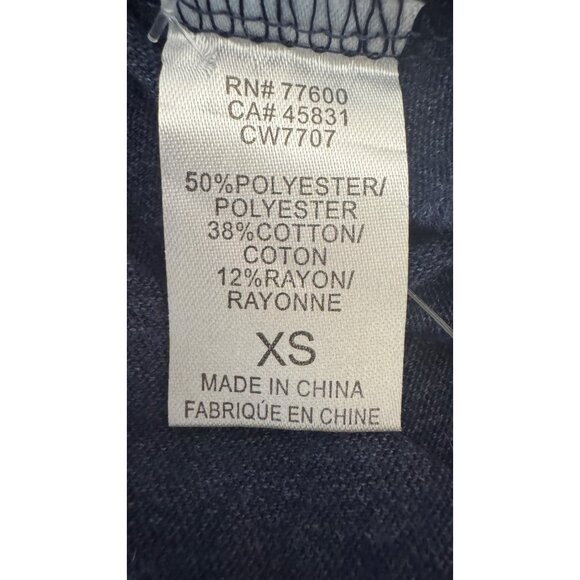 RN# 77600
CA# 45831
CW7707
50%POLYESTER/
POLYESTER
38%COTTON/
COTON
12%RAYON/
RAYONNE
XS
MADE IN CHINA
FABRIQÚE EN CHINE